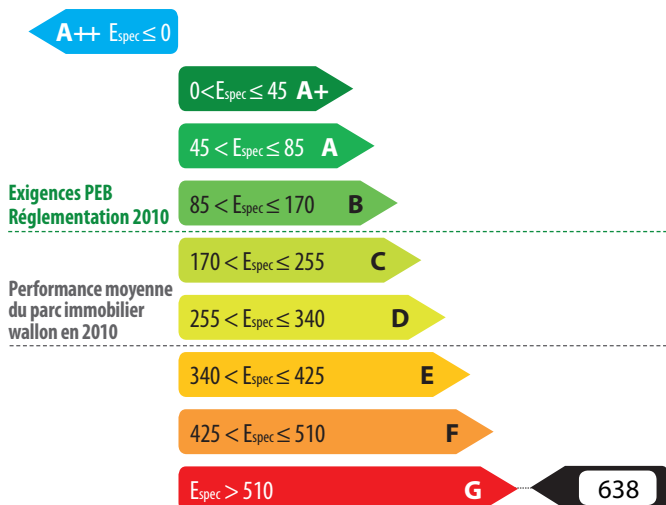 A++ Espec ≤ 0
0<Espec ≤ 45 A+
45 < Espec ≤ 85 A
Exigences PEB
Réglementation 2010
85 < Espec ≤ 170 B
170 < Espec ≤ 255 C
Performance moyenne
du parc immobilier
wallon en 2010
255 < Espec ≤ 340 D
340 < Espec ≤ 425 E
425 < Espec ≤ 510 F
Espec > 510 G 638